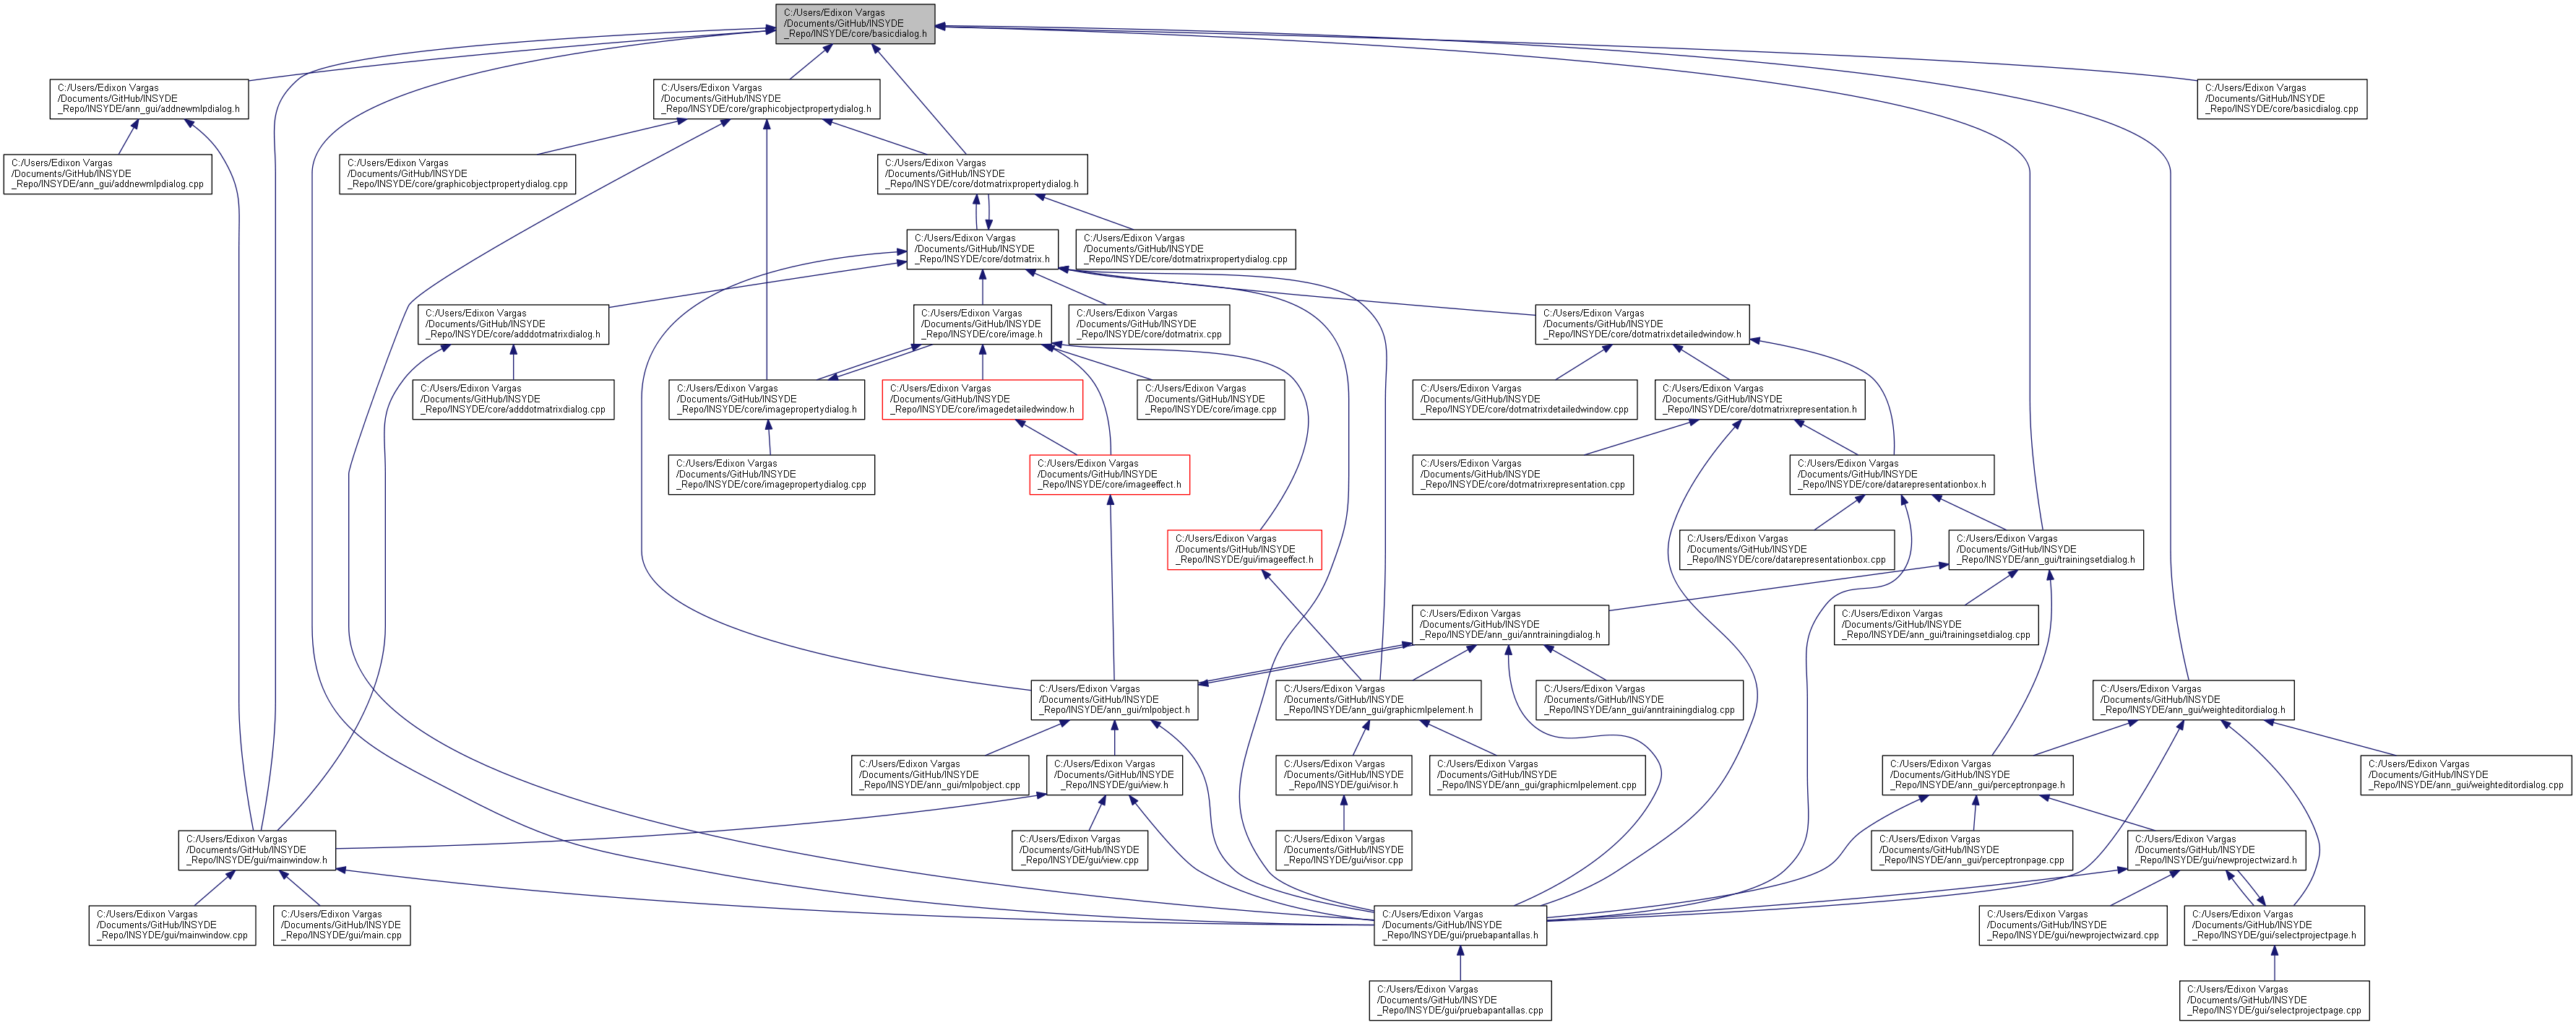 C:/Users/Edixon Vargas
/Documents/GitHub/INSYDE
_Repo/INSYDE/core/basicdialog.h
C:/Users/Edixon Vargas
/Documents/GitHub/INSYDE
_Repo/INSYDE/ann_gui/addnewmlpdialog.h
C:/Users/Edixon Vargas
/Documents/GitHub/INSYDE
_Repo/INSYDE/core/graphicobjectpropertydialog.h
C:/Users/Edixon Vargas
/Documents/GitHub/INSYDE
_Repo/INSYDE/core/basicdialog.cpp
C:/Users/Edixon Vargas
/Documents/GitHub/INSYDE
_Repo/INSYDE/ann_gui/addnewmlpdialog.cpp
C:/Users/Edixon Vargas
/Documents/GitHub/INSYDE
_Repo/INSYDE/core/graphicobjectpropertydialog.cpp
C:/Users/Edixon Vargas
/Documents/GitHub/INSYDE
_Repo/INSYDE/core/dotmatrixpropertydialog.h
C:/Users/Edixon Vargas
/Documents/GitHub/INSYDE
_Repo/INSYDE/core/dotmatrix.h
C:/Users/Edixon Vargas
/Documents/GitHub/INSYDE
_Repo/INSYDE/core/dotmatrixpropertydialog.cpp
C:/Users/Edixon Vargas
/Documents/GitHub/INSYDE
_Repo/INSYDE/core/adddotmatrixdialog.h
C:/Users/Edixon Vargas
/Documents/GitHub/INSYDE
_Repo/INSYDE/core/image.h
C:/Users/Edixon Vargas
/Documents/GitHub/INSYDE
_Repo/INSYDE/core/dotmatrix.cpp
C:/Users/Edixon Vargas
/Documents/GitHub/INSYDE
_Repo/INSYDE/core/dotmatrixdetailedwindow.h
C:/Users/Edixon Vargas
/Documents/GitHub/INSYDE
_Repo/INSYDE/core/adddotmatrixdialog.cpp
C:/Users/Edixon Vargas
/Documents/GitHub/INSYDE
_Repo/INSYDE/core/imagepropertydialog.h
C:/Users/Edixon Vargas
/Documents/GitHub/INSYDE
_Repo/INSYDE/core/imagedetailedwindow.h
C:/Users/Edixon Vargas
/Documents/GitHub/INSYDE
_Repo/INSYDE/core/image.cpp
C:/Users/Edixon Vargas
/Documents/GitHub/INSYDE
_Repo/INSYDE/core/dotmatrixdetailedwindow.cpp
C:/Users/Edixon Vargas
/Documents/GitHub/INSYDE
_Repo/INSYDE/core/dotmatrixrepresentation.h
C:/Users/Edixon Vargas
/Documents/GitHub/INSYDE
_Repo/INSYDE/core/imagepropertydialog.cpp
C:/Users/Edixon Vargas
/Documents/GitHub/INSYDE
_Repo/INSYDE/core/imageeffect.h
C:/Users/Edixon Vargas
/Documents/GitHub/INSYDE
_Repo/INSYDE/core/dotmatrixrepresentation.cpp
C:/Users/Edixon Vargas
/Documents/GitHub/INSYDE
_Repo/INSYDE/core/datarepresentationbox.h
C:/Users/Edixon Vargas
/Documents/GitHub/INSYDE
_Repo/INSYDE/gui/imageeffect.h
C:/Users/Edixon Vargas
/Documents/GitHub/INSYDE
_Repo/INSYDE/core/datarepresentationbox.cpp
C:/Users/Edixon Vargas
/Documents/GitHub/INSYDE
_Repo/INSYDE/ann_gui/trainingsetdialog.h
C:/Users/Edixon Vargas
/Documents/GitHub/INSYDE
_Repo/INSYDE/ann_gui/anntrainingdialog.h
C:/Users/Edixon Vargas
/Documents/GitHub/INSYDE
_Repo/INSYDE/ann_gui/trainingsetdialog.cpp
C:/Users/Edixon Vargas
/Documents/GitHub/INSYDE
_Repo/INSYDE/ann_gui/mlpobject.h
C:/Users/Edixon Vargas
/Documents/GitHub/INSYDE
_Repo/INSYDE/ann_gui/graphicmlpelement.h
C:/Users/Edixon Vargas
/Documents/GitHub/INSYDE
_Repo/INSYDE/ann_gui/anntrainingdialog.cpp
C:/Users/Edixon Vargas
/Documents/GitHub/INSYDE
_Repo/INSYDE/ann_gui/weighteditordialog.h
C:/Users/Edixon Vargas
/Documents/GitHub/INSYDE
_Repo/INSYDE/ann_gui/mlpobject.cpp
C:/Users/Edixon Vargas
/Documents/GitHub/INSYDE
_Repo/INSYDE/gui/view.h
C:/Users/Edixon Vargas
/Documents/GitHub/INSYDE
_Repo/INSYDE/gui/visor.h
C:/Users/Edixon Vargas
/Documents/GitHub/INSYDE
_Repo/INSYDE/ann_gui/graphicmlpelement.cpp
C:/Users/Edixon Vargas
/Documents/GitHub/INSYDE
_Repo/INSYDE/ann_gui/perceptronpage.h
C:/Users/Edixon Vargas
/Documents/GitHub/INSYDE
_Repo/INSYDE/ann_gui/weighteditordialog.cpp
C:/Users/Edixon Vargas
/Documents/GitHub/INSYDE
_Repo/INSYDE/gui/mainwindow.h
C:/Users/Edixon Vargas
/Documents/GitHub/INSYDE
_Repo/INSYDE/gui/view.cpp
C:/Users/Edixon Vargas
/Documents/GitHub/INSYDE
_Repo/INSYDE/gui/visor.cpp
C:/Users/Edixon Vargas
/Documents/GitHub/INSYDE
_Repo/INSYDE/ann_gui/perceptronpage.cpp
C:/Users/Edixon Vargas
/Documents/GitHub/INSYDE
_Repo/INSYDE/gui/newprojectwizard.h
C:/Users/Edixon Vargas
/Documents/GitHub/INSYDE
_Repo/INSYDE/gui/mainwindow.cpp
C:/Users/Edixon Vargas
/Documents/GitHub/INSYDE
_Repo/INSYDE/gui/main.cpp
C:/Users/Edixon Vargas
/Documents/GitHub/INSYDE
_Repo/INSYDE/gui/pruebapantallas.h
C:/Users/Edixon Vargas
/Documents/GitHub/INSYDE
_Repo/INSYDE/gui/newprojectwizard.cpp
C:/Users/Edixon Vargas
/Documents/GitHub/INSYDE
_Repo/INSYDE/gui/selectprojectpage.h
C:/Users/Edixon Vargas
/Documents/GitHub/INSYDE
_Repo/INSYDE/gui/pruebapantallas.cpp
C:/Users/Edixon Vargas
/Documents/GitHub/INSYDE
_Repo/INSYDE/gui/selectprojectpage.cpp